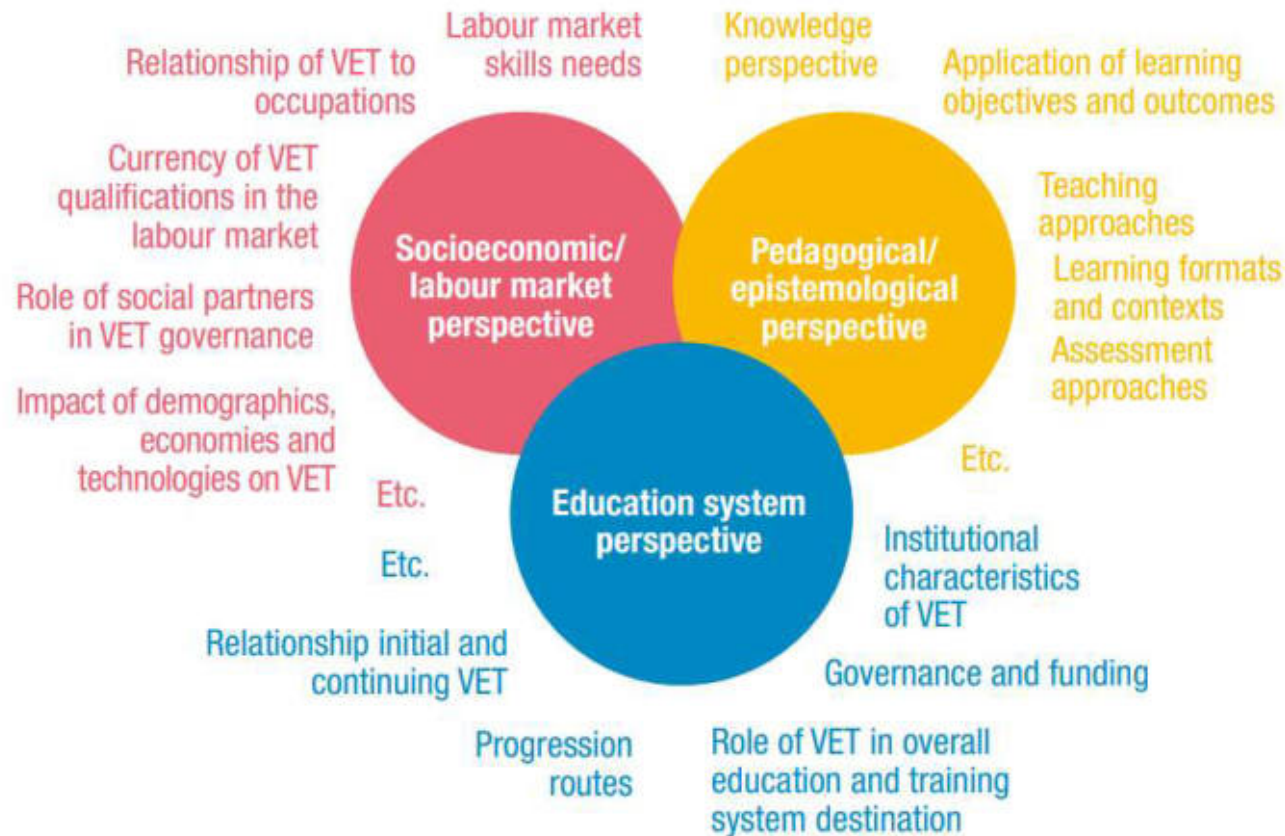 Labour market
skills needs
Relationship of VET to
occupations
Currency of VET
qualifications in the
labour market
Role of social partners
in VET governance
Impact of demographics,
economies and
technologies on VET
Etc.
Socioeconomic/
labour market
perspective
Knowledge
perspective
Application of learning
objectives and outcomes
Teaching
approaches
Learning formats
and contexts
Assessment
approaches
Etc.
Pedagogical/
epistemological
perspective
Education system
perspective
Etc.
Relationship initial and
continuing VET
Progression
routes
Institutional
characteristics
of VET
Governance and funding
Role of VET in overall
education and training
system destination